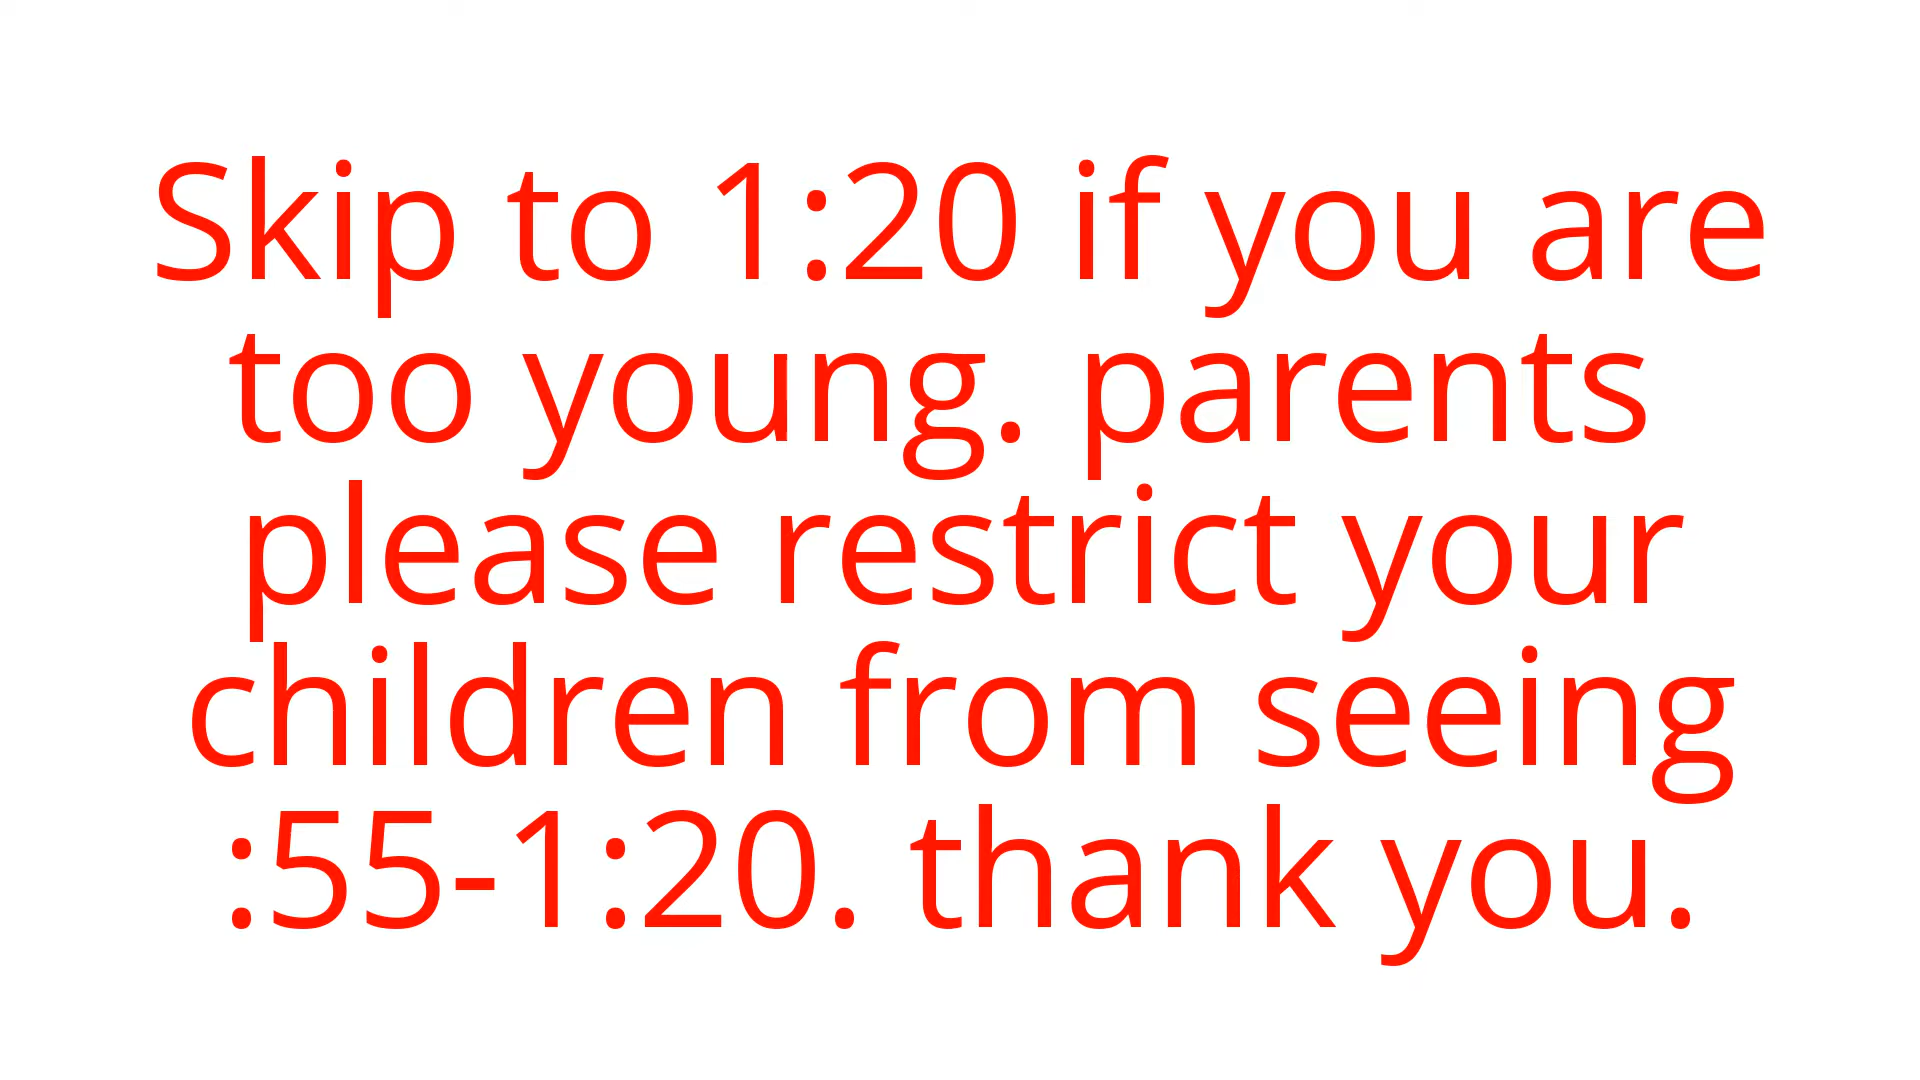 Skip to 1:20 if you are
too young. parents
please restrict your
children from seeing
:55-1:20. thank you.